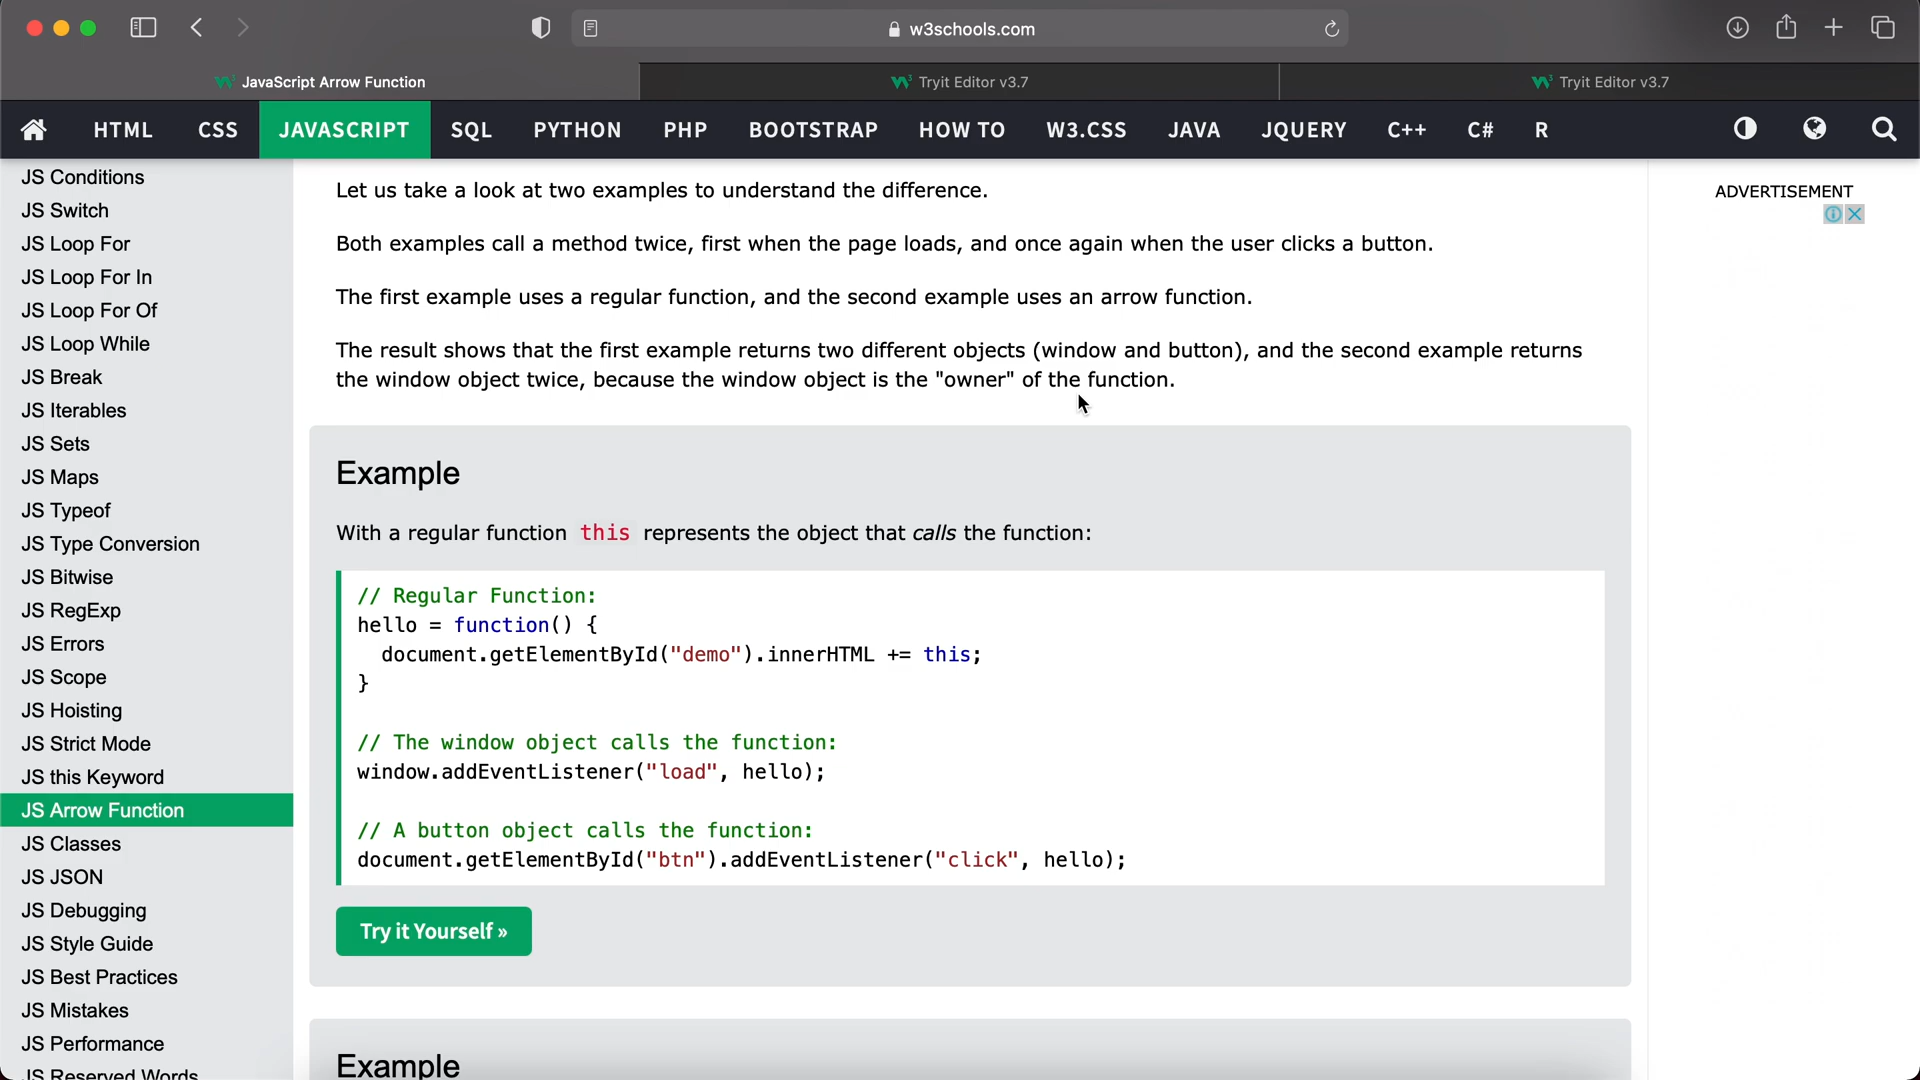 w3schools.com
JavaScript Arrow Function
Tryit Editor v3.7
Tryit Editor v3.7
HTML CSS JAVASCRIPT SQL PYTHON PHP BOOTSTRAP HOW TO W3.CSS JAVA JQUERY C++ C# R
JS Conditions
JS Switch
JS Loop For
JS Loop For In
JS Loop For Of
JS Loop While
JS Break
JS Iterables
JS Sets
JS Maps
JS Typeof
JS Type Conversion
JS Bitwise
JS RegExp
JS Errors
JS Scope
JS Hoisting
JS Strict Mode
JS this Keyword
JS Arrow Function
JS Classes
JS JSON
JS Debugging
JS Style Guide
JS Best Practices
JS Mistakes
JS Performance
JS Reserved Words
Let us take a look at two examples to understand the difference.
Both examples call a method twice, first when the page loads, and once again when the user clicks a button.
The first example uses a regular function, and the second example uses an arrow function.
The result shows that the first example returns two different objects (window and button), and the second example returns
the window object twice, because the window object is the "owner" of the function.
Example
With a regular function this represents the object that calls the function:
// Regular Function:
hello = function() {
  document.getElementById("demo").innerHTML += this;
}
// The window object calls the function:
window.addEventListener("load", hello);
// A button object calls the function:
document.getElementById("btn").addEventListener("click", hello);
Try it Yourself »
Example
ADVERTISEMENT